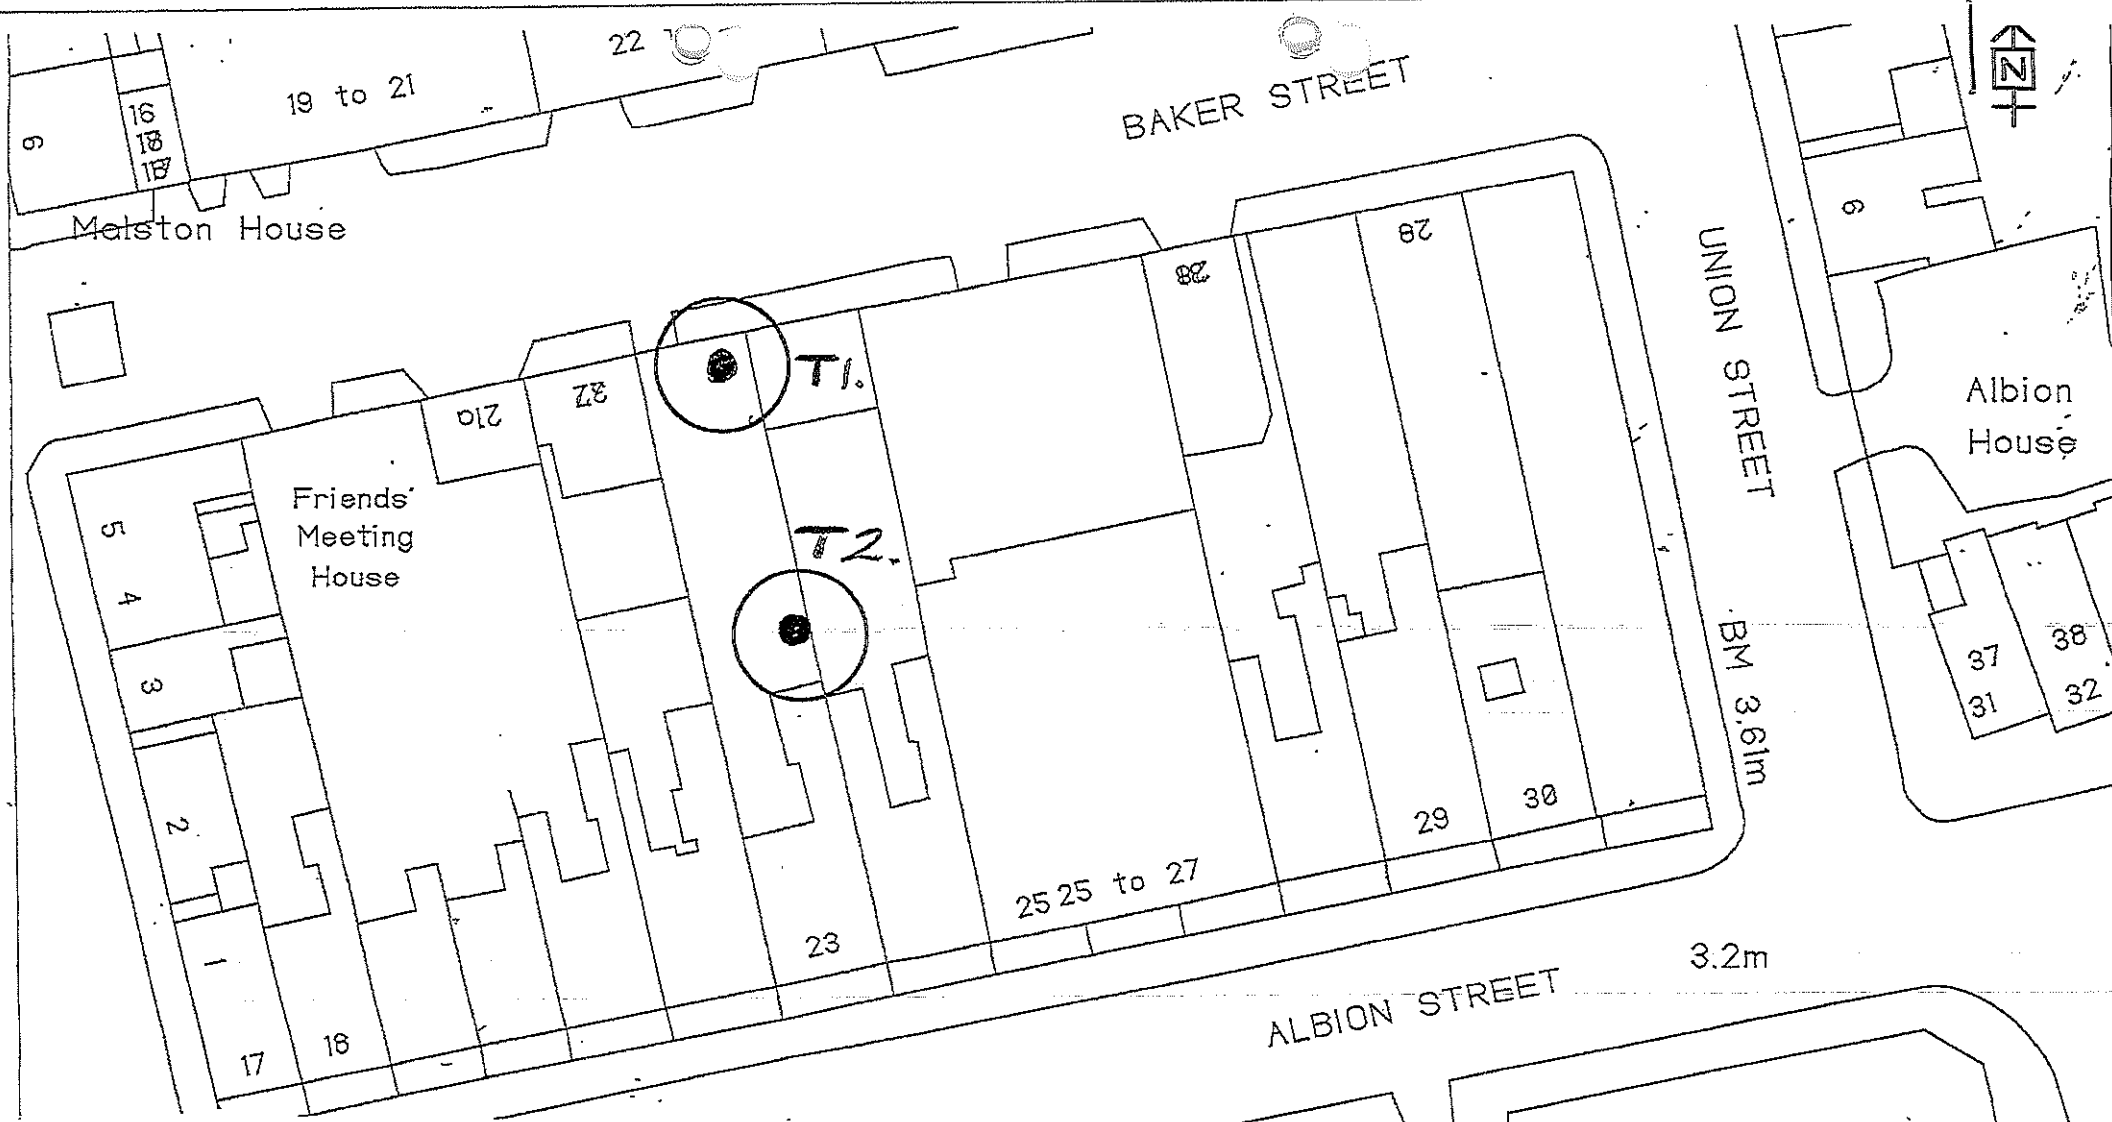 22
19 to 21
16
18
6
N
BAKER STREET
Malston House
6
28
28
UNION STREET
T1.
22
21a
Albion
House
Friends'
Meeting
House
5
T2.
4
3
BM 3.61m
37
38
31
32
2
30
29
25 25 to 27
23
1
3.2m
ALBION STREET
18
17